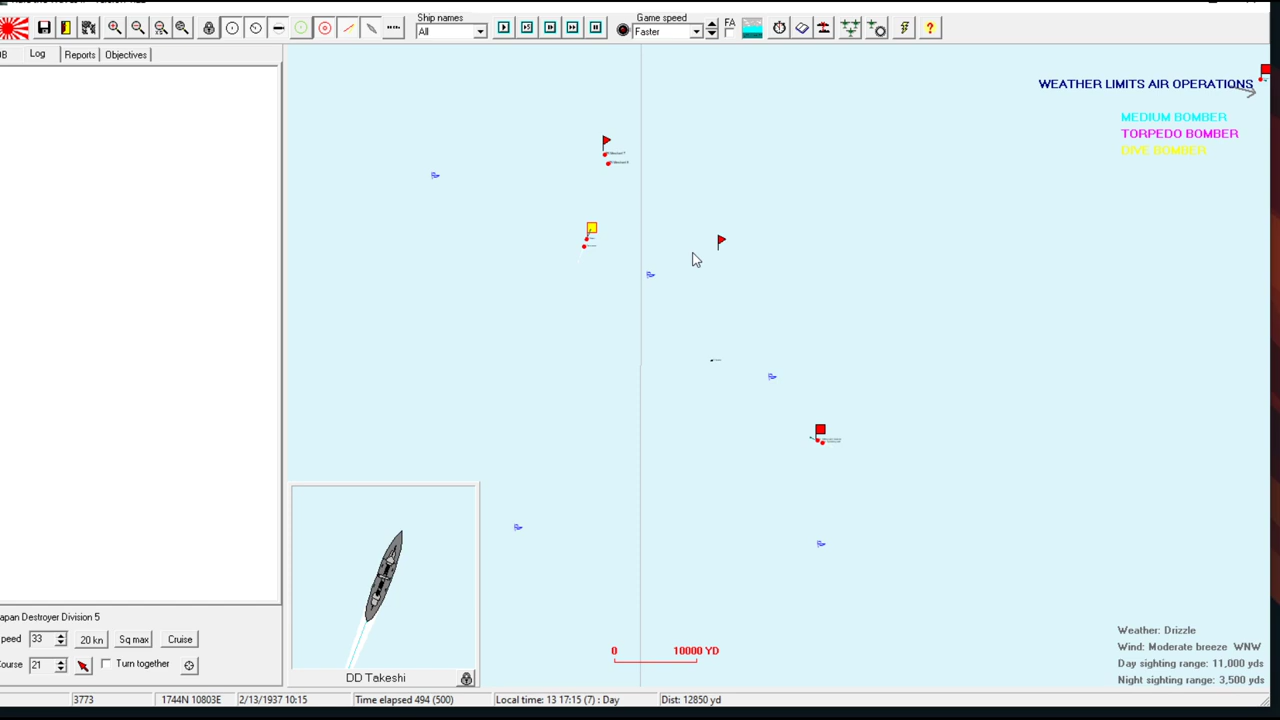 Ship names
Game speed
FA
All
Faster
Log
Reports
Objectives
WEATHER LIMITS AIR OPERATIONS
MEDIUM BOMBER
TORPEDO BOMBER
DIVE BOMBER
apan Destroyer Division 5
peed 33 20 kn Sq max Cruise
ourse 21 Turn together
DD Takeshi
0 10000 YD
Weather: Drizzle
Wind: Moderate breeze WNW
Day sighting range: 11,000 yds
Night sighting range: 3,500 yds
3773 1744N 10803E 2/13/1937 10:15 Time elapsed 494 (500) Local time: 13 17:15 (7) : Day Dist: 12850 yd